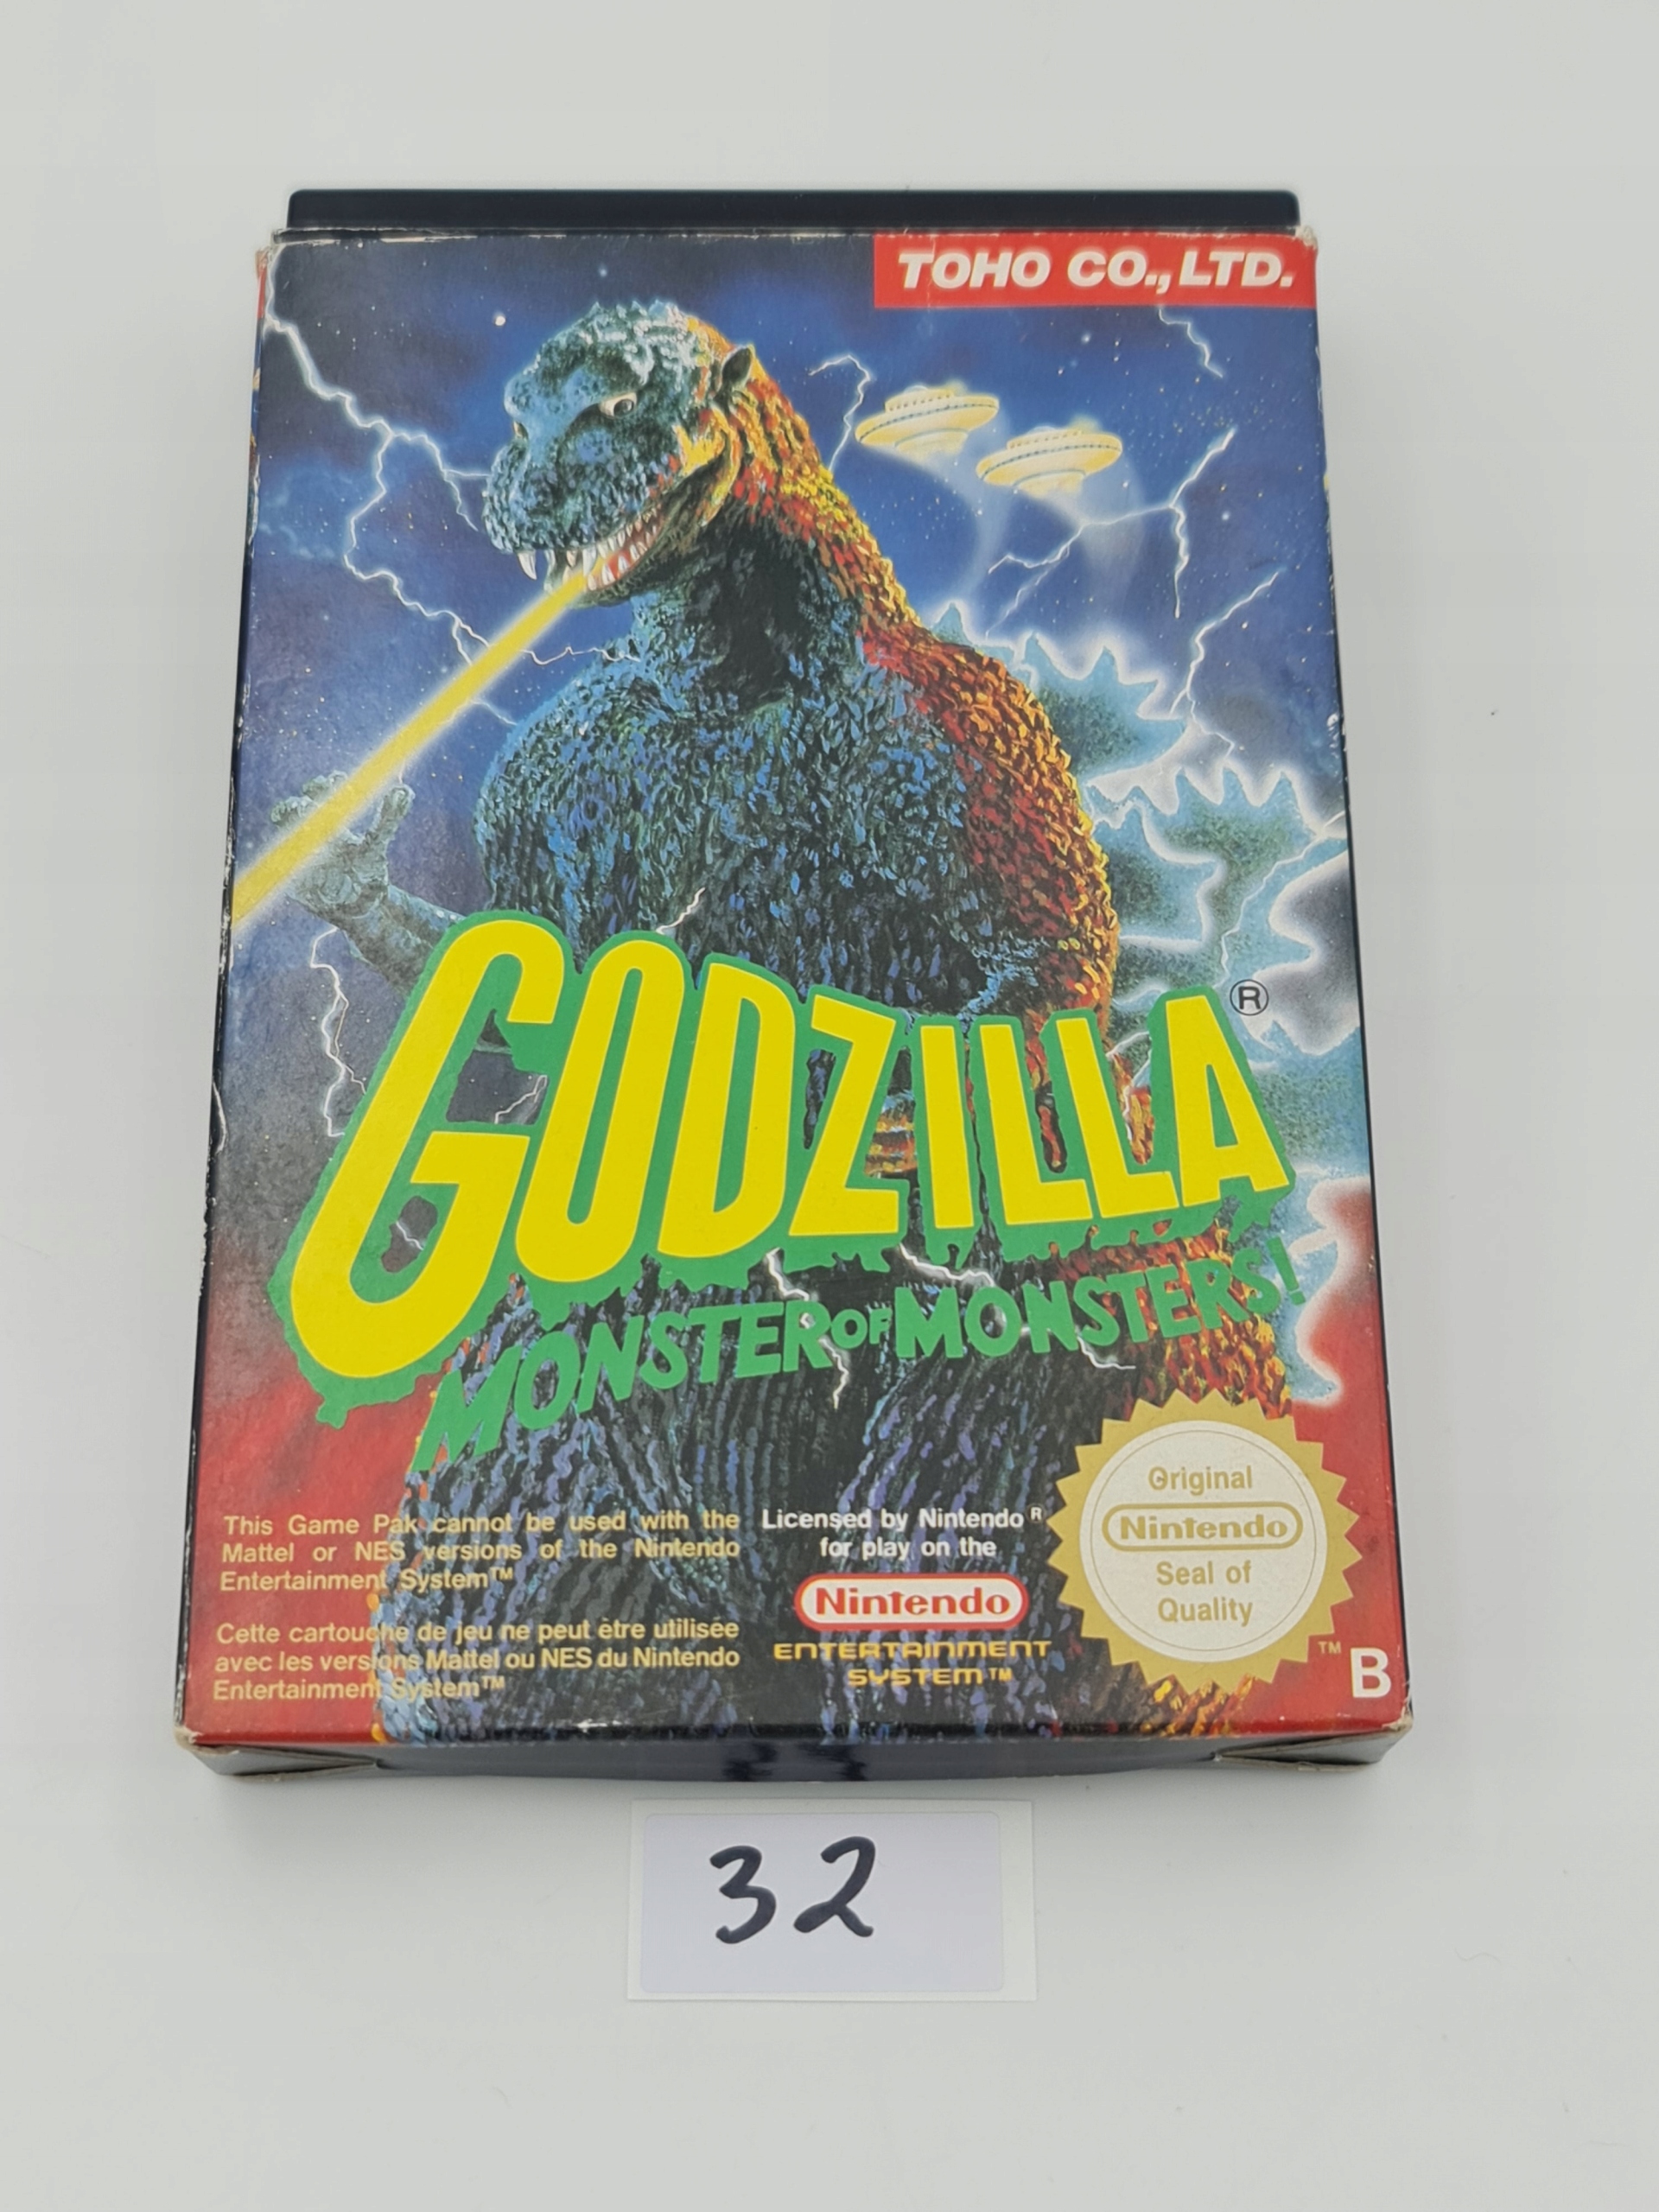 TOHO CO., LTD.
GODZILLA®
MONSTER OF MONSTERS!
This Game Pak cannot be used with the
Mattel or NES versions of the Nintendo
Entertainment System™
Cette cartouche de jeu ne peut être utilisée
avec les versions Mattel ou NES du Nintendo
Entertainment System™
Licensed by Nintendo®
for play on the
Nintendo
ENTERTAINMENT
SYSTEM™
Original
Nintendo
Seal of
Quality
™
B
32